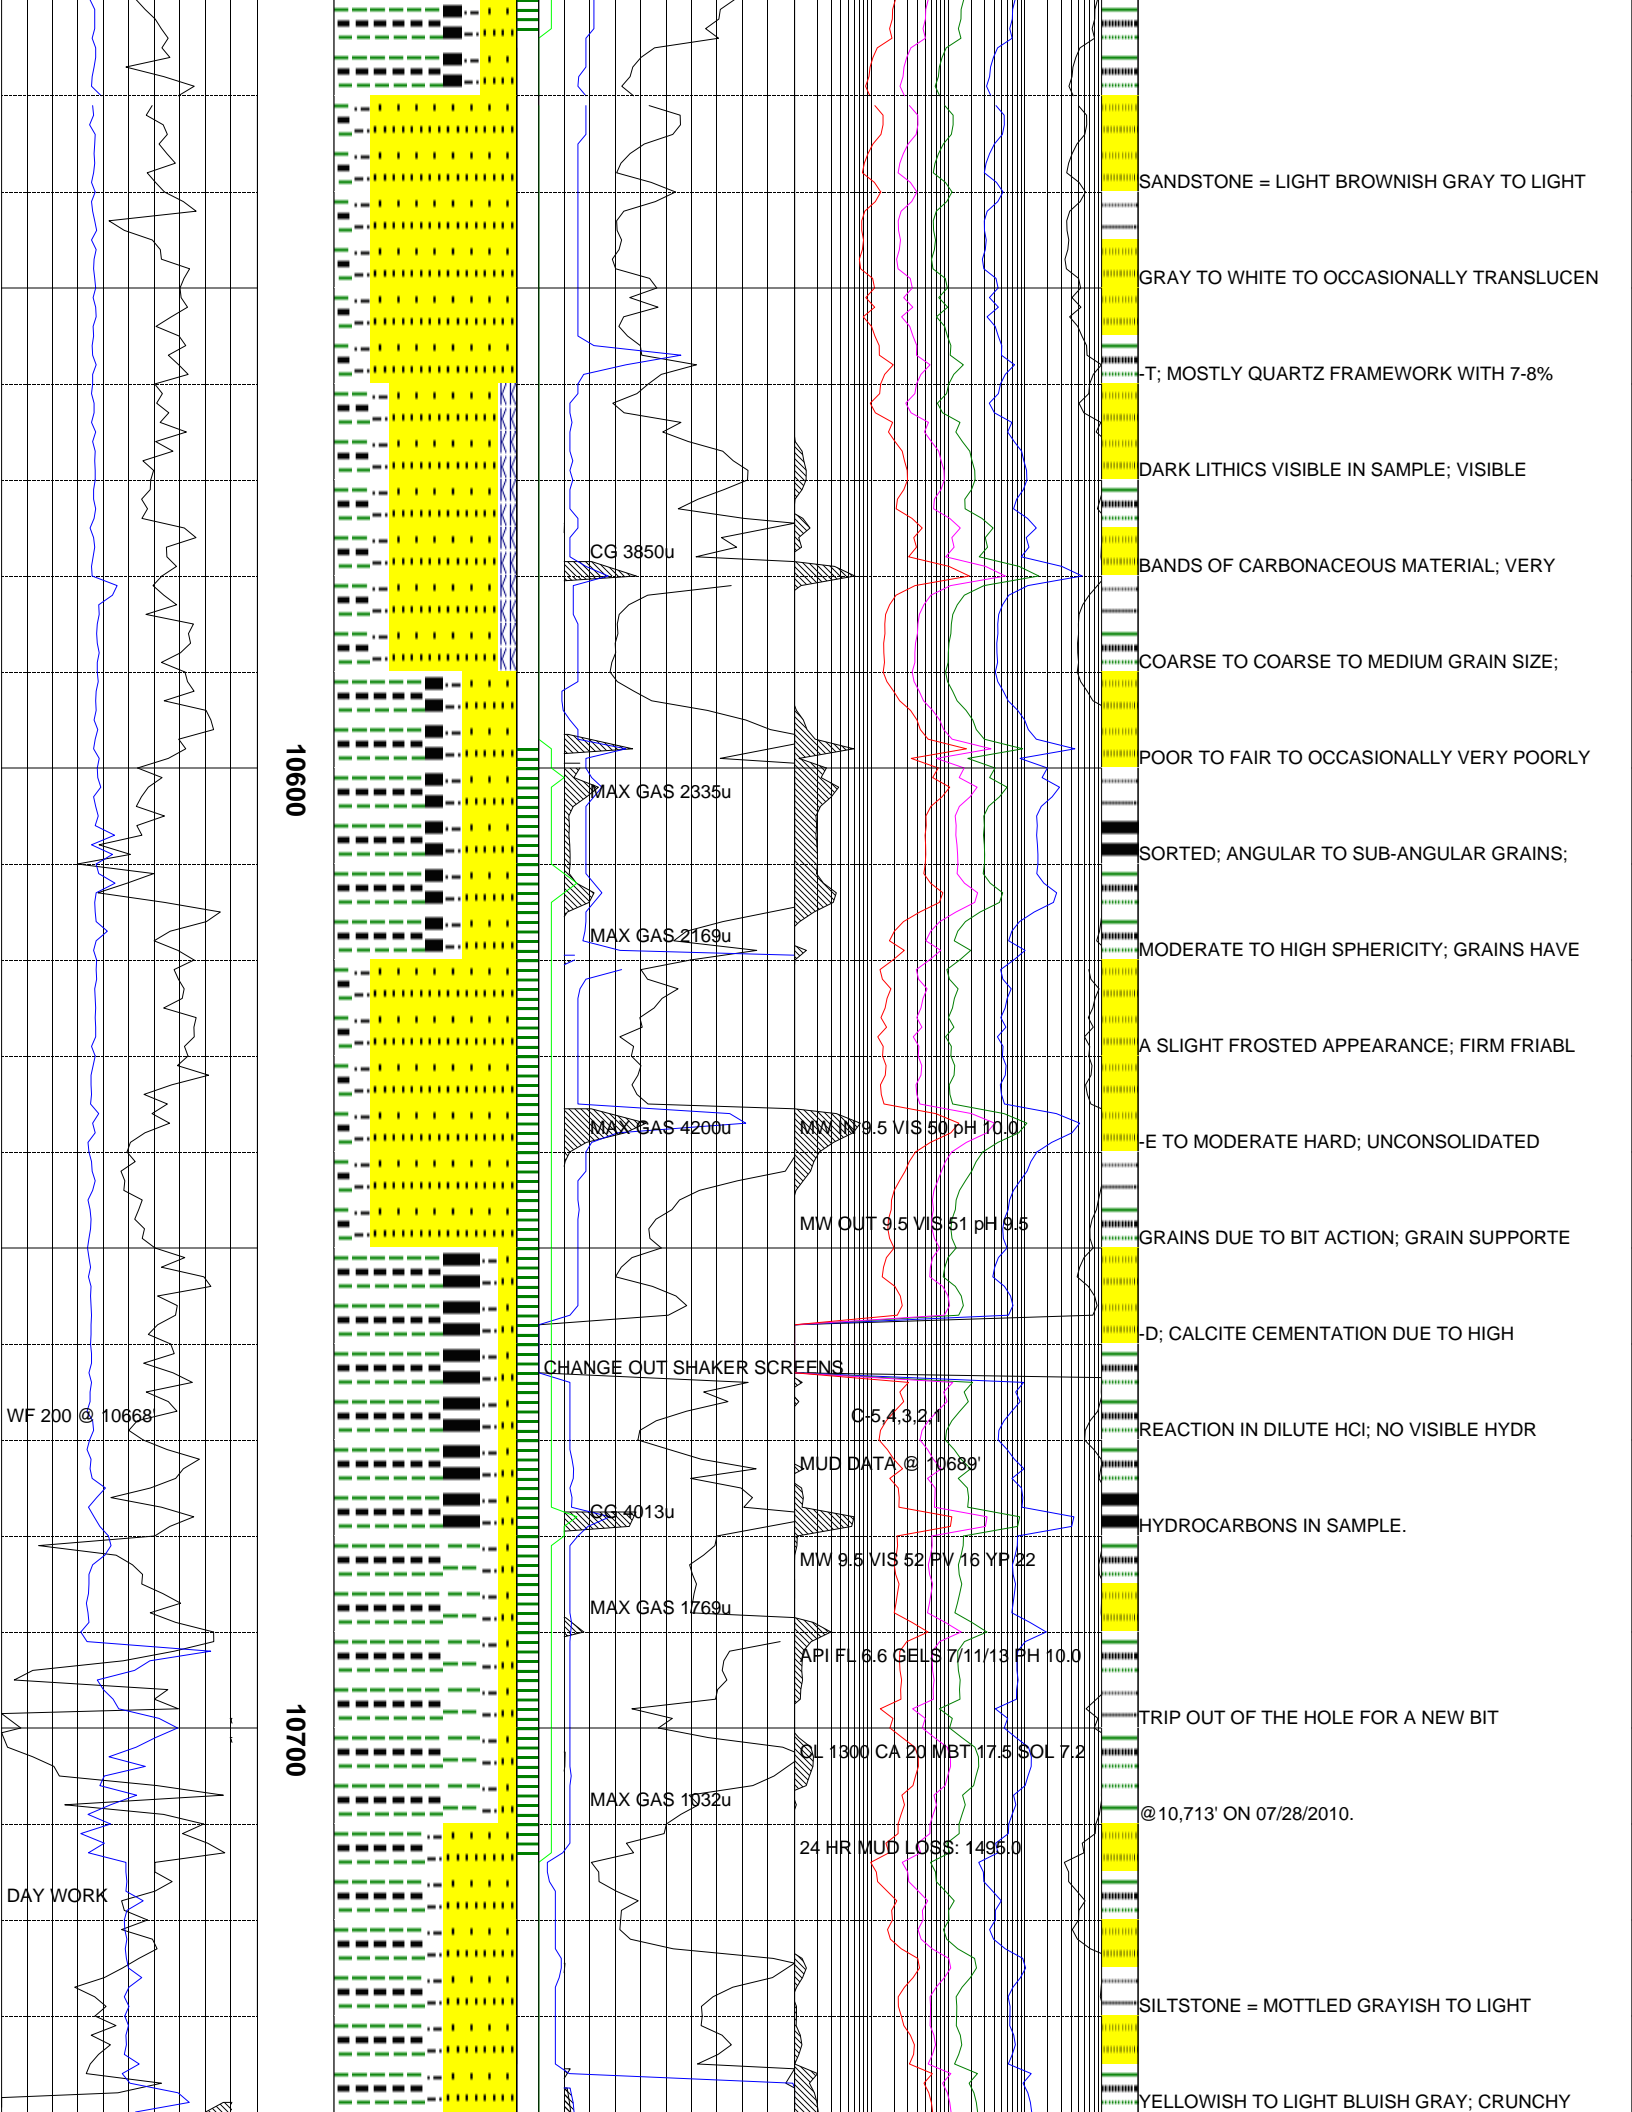 SANDSTONE = LIGHT BROWNISH GRAY TO LIGHT
GRAY TO WHITE TO OCCASIONALLY TRANSLUCEN
-T; MOSTLY QUARTZ FRAMEWORK WITH 7-8%
DARK LITHICS VISIBLE IN SAMPLE; VISIBLE
CG 3850u
BANDS OF CARBONACEOUS MATERIAL; VERY
COARSE TO COARSE TO MEDIUM GRAIN SIZE;
10600
POOR TO FAIR TO OCCASIONALLY VERY POORLY
MAX GAS 2335u
SORTED; ANGULAR TO SUB-ANGULAR GRAINS;
MAX GAS 2169u
MODERATE TO HIGH SPHERICITY; GRAINS HAVE
A SLIGHT FROSTED APPEARANCE; FIRM FRIABL
MAX GAS 4200u
MW IN 9.5 VIS 50 pH 10.0
-E TO MODERATE HARD; UNCONSOLIDATED
MW OUT 9.5 VIS 51 pH 9.5
GRAINS DUE TO BIT ACTION; GRAIN SUPPORTE
-D; CALCITE CEMENTATION DUE TO HIGH
CHANGE OUT SHAKER SCREENS
WF 200 @ 10668'
C-5,4,3,2,1
REACTION IN DILUTE HCl; NO VISIBLE HYDR
MUD DATA @ 10689'
CG 4013u
HYDROCARBONS IN SAMPLE.
MW 9.5 VIS 52 PV 16 YP 22
MAX GAS 1769u
API FL 6.6 GELS 7/11/13 PH 10.0
10700
TRIP OUT OF THE HOLE FOR A NEW BIT
CL 1300 CA 20 MBT 17.5 SOL 7.2
MAX GAS 1032u
@10,713' ON 07/28/2010.
24 HR MUD LOSS: 1495.0
DAY WORK
SILTSTONE = MOTTLED GRAYISH TO LIGHT
YELLOWISH TO LIGHT BLUISH GRAY; CRUNCHY